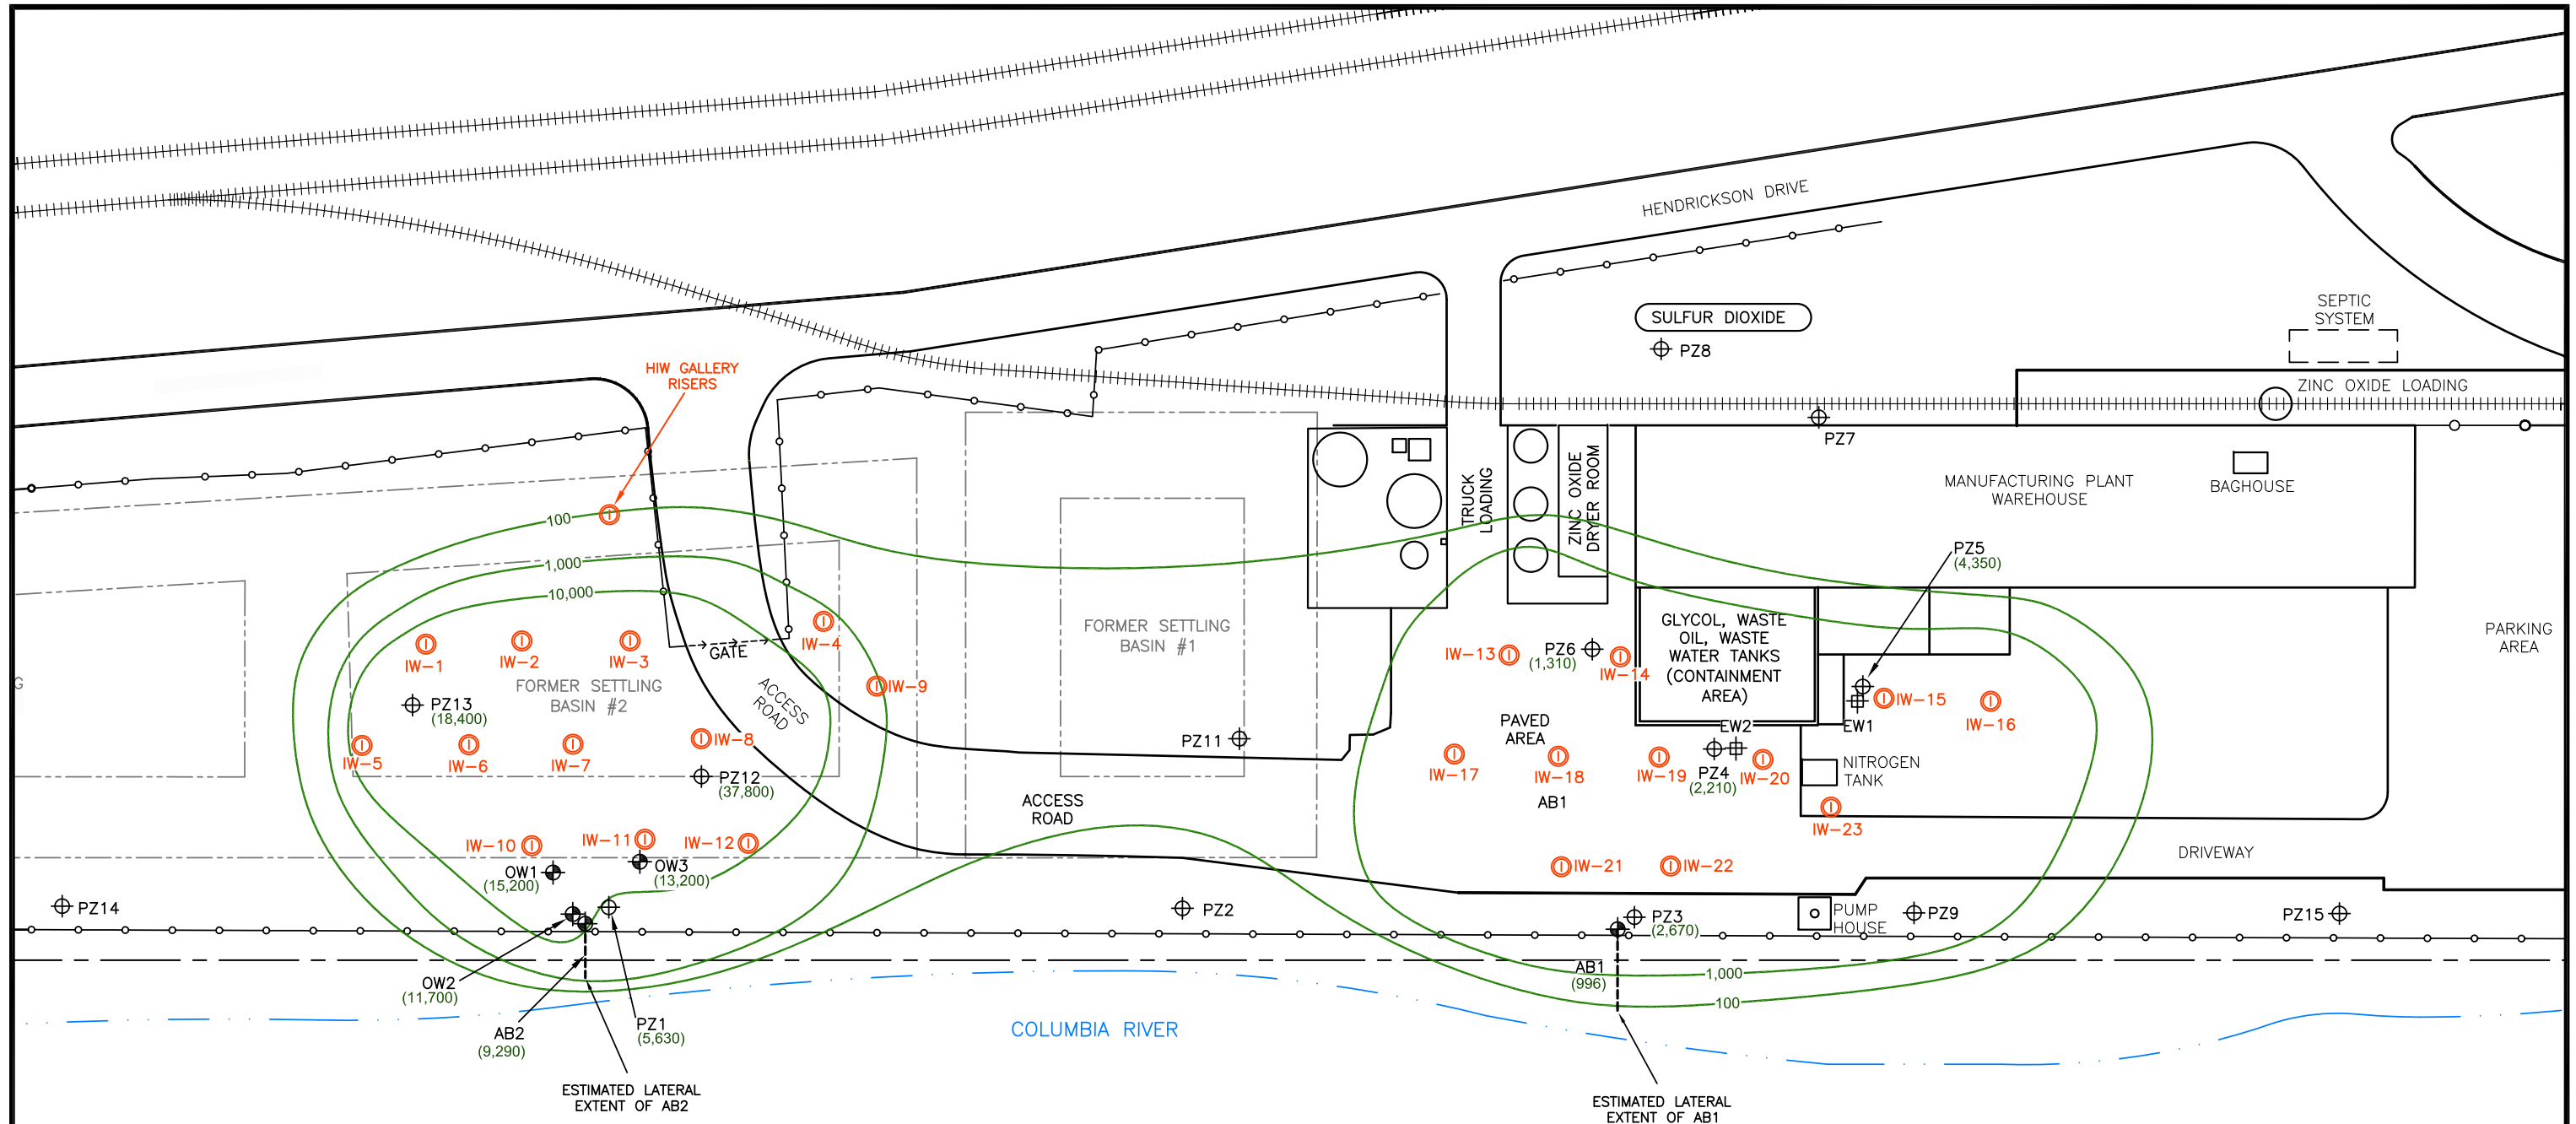 HENDRICKSON DRIVE
SEPTIC
SYSTEM
SULFUR DIOXIDE
PZ8
HIW GALLERY
RISERS
ZINC OXIDE LOADING
PZ7
TRUCK
LOADING
ZINC OXIDE
DRYER ROOM
MANUFACTURING PLANT
WAREHOUSE
BAGHOUSE
100
1,000
10,000
PZ5
(4,350)
IW-1
IW-2
IW-3
GATE
IW-4
FORMER SETTLING
BASIN #1
IW-13
PZ6
(1,310)
IW-14
GLYCOL, WASTE
OIL, WASTE
WATER TANKS
(CONTAINMENT
AREA)
PARKING
AREA
G
FORMER SETTLING
BASIN #2
ACCESS
ROAD
IW-9
PZ13
(18,400)
IW-15
IW-16
EW1
EW2
PAVED
AREA
PZ11
IW-5
IW-6
IW-7
IW-8
PZ12
(37,800)
IW-17
IW-18
IW-19
PZ4
(2,210)
IW-20
NITROGEN
TANK
AB1
ACCESS
ROAD
IW-23
IW-10
IW-11
IW-12
OW1
(15,200)
OW3
(13,200)
IW-21
IW-22
DRIVEWAY
PZ14
PZ2
PZ3
(2,670)
PUMP
HOUSE
PZ9
PZ15
OW2
(11,700)
AB2
(9,290)
PZ1
(5,630)
AB1
(996)
1,000
100
COLUMBIA RIVER
ESTIMATED LATERAL
EXTENT OF AB2
ESTIMATED LATERAL
EXTENT OF AB1